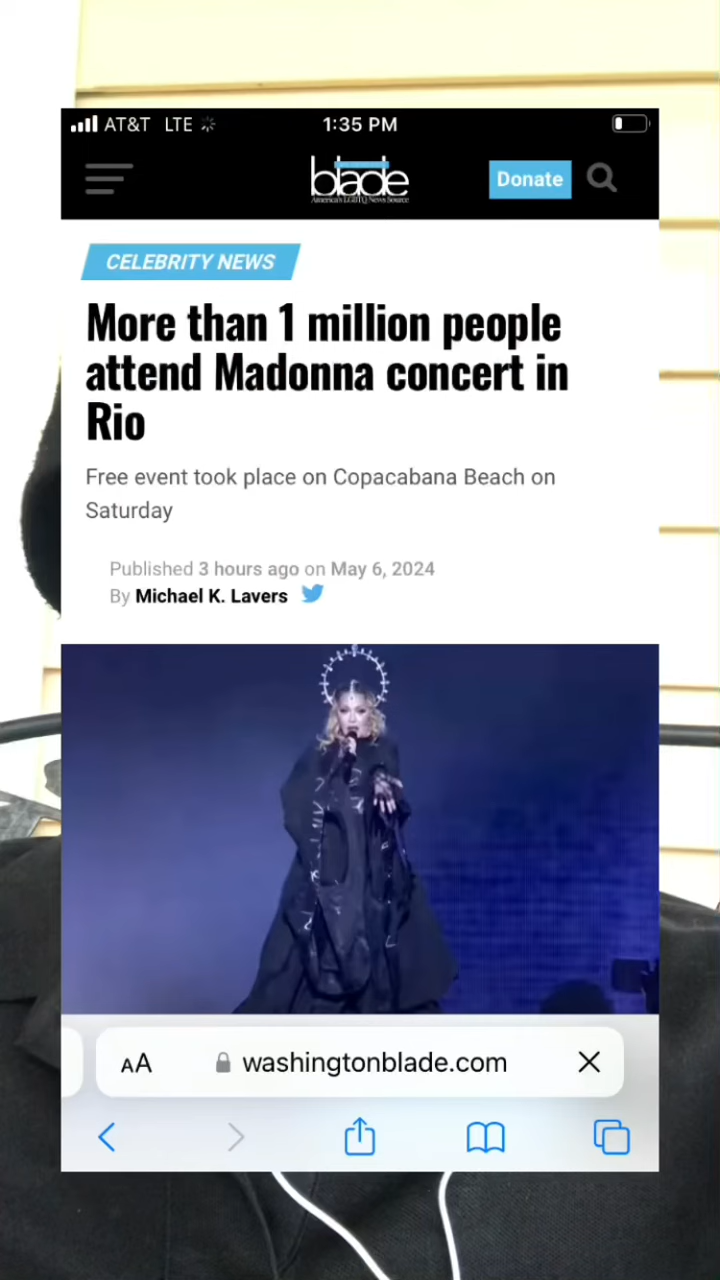 AT&T LTE 1:35 PM
blade
America's LGBTQ News Source
Donate
CELEBRITY NEWS
More than 1 million people
attend Madonna concert in
Rio
Free event took place on Copacabana Beach on
Saturday
Published 3 hours ago on May 6, 2024
By Michael K. Lavers
AA washingtonblade.com